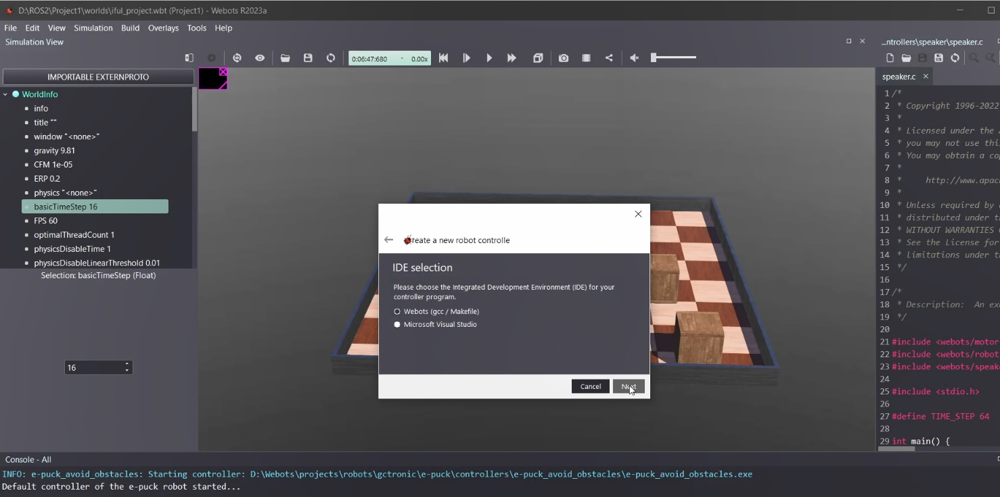 D:\ROS2\Project1\worlds\iful_project.wbt (Project1) - Webots R2023a
File Edit View Simulation Build Overlays Tools Help
Simulation View
...ntrollers\speaker\speaker.c
0:06:47:680 - 0.00x
IMPORTABLE EXTERNPROTO
WorldInfo
info
title ""
window "<none>"
gravity 9.81
CFM 1e-05
ERP 0.2
physics "<none>"
basicTimeStep 16
FPS 60
optimalThreadCount 1
physicsDisableTime 1
physicsDisableLinearThreshold 0.01
Selection: basicTimeStep (Float)
16
reate a new robot controlle
IDE selection
Please choose the Integrated Development Environment (IDE) for your
controller program.
Webots (gcc / Makefile)
Microsoft Visual Studio
Cancel Next
speaker.c
1 /*
2 * Copyright 1996-2022
3 *
4 * Licensed under the
5 * you may not use thi
6 * You may obtain a co
7 *
8 * http://www.apac
9 *
10 * Unless required by
11 * distributed under t
12 * WITHOUT WARRANTIES
13 * See the License for
14 * limitations under t
15 */
16
17 /*
18 * Description: An ex
19 */
20
21 #include <webots/motor
22 #include <webots/robot
23 #include <webots/speak
24
25 #include <stdio.h>
26
27 #define TIME_STEP 64
28
29 int main() {
Console - All
INFO: e-puck_avoid_obstacles: Starting controller: D:\Webots\projects\robots\gctronic\e-puck\controllers\e-puck_avoid_obstacles\e-puck_avoid_obstacles.exe
Default controller of the e-puck robot started...